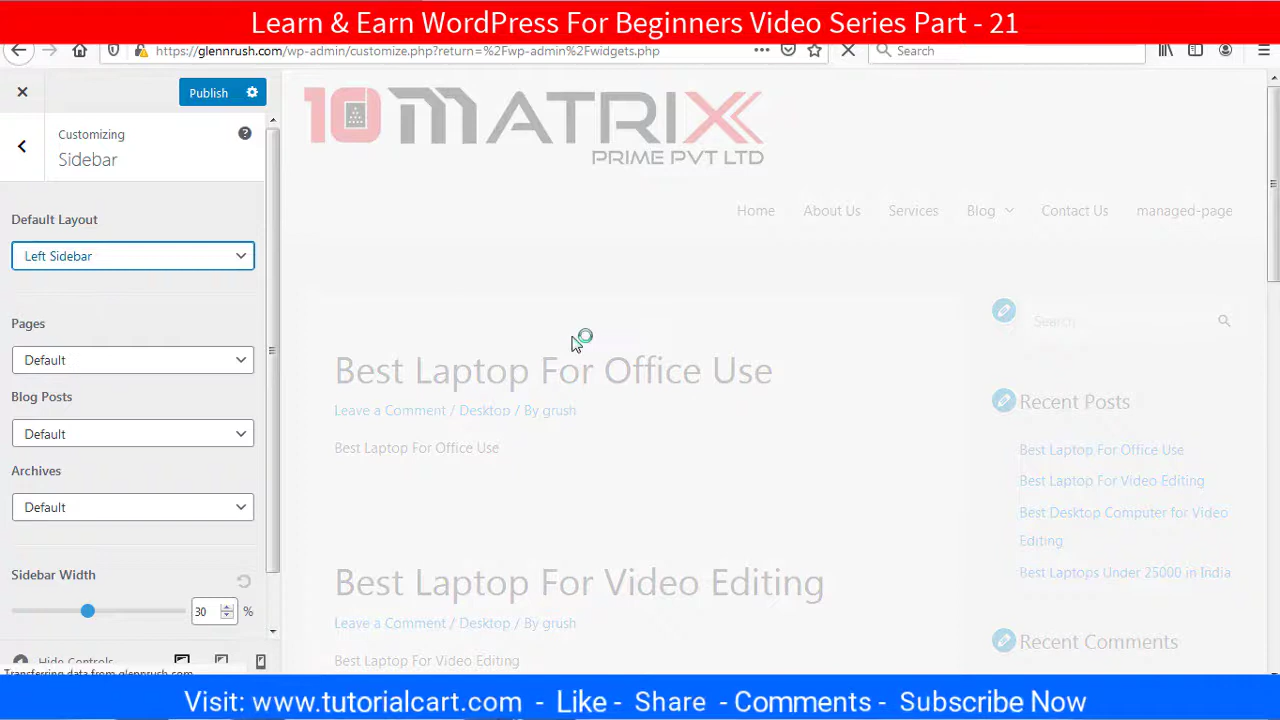 Learn & Earn WordPress For Beginners Video Series Part - 21
https://glennrush.com/wp-admin/customize.php?return=%2Fwp-admin%2Fwidgets.php
Search
Publish
Customizing
Sidebar
Default Layout
Left Sidebar
Pages
Default
Blog Posts
Default
Archives
Default
Sidebar Width
30 %
Hide Controls
Transferring data from glennrush.com
10MATRIX
PRIME PVT LTD
Home About Us Services Blog Contact Us managed-page
Best Laptop For Office Use
Leave a Comment / Desktop / By grush
Best Laptop For Office Use
Best Laptop For Video Editing
Leave a Comment / Desktop / By grush
Best Laptop For Video Editing
Search
Recent Posts
Best Laptop For Office Use
Best Laptop For Video Editing
Best Desktop Computer for Video
Editing
Best Laptops Under 25000 in India
Recent Comments
Visit: www.tutorialcart.com - Like - Share - Comments - Subscribe Now